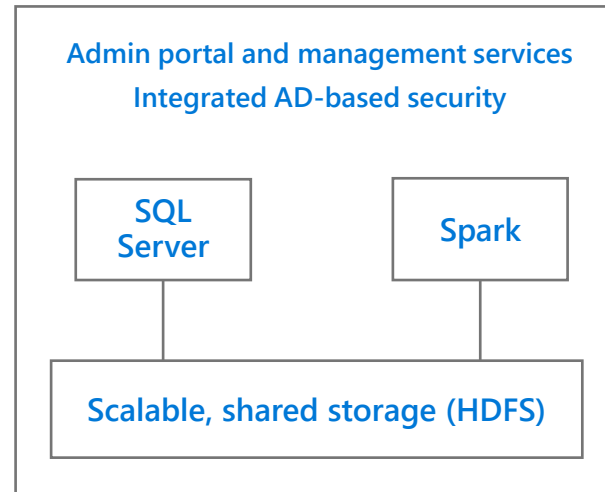 Admin portal and management services
Integrated AD-based security
SQL
Server
Spark
Scalable, shared storage (HDFS)